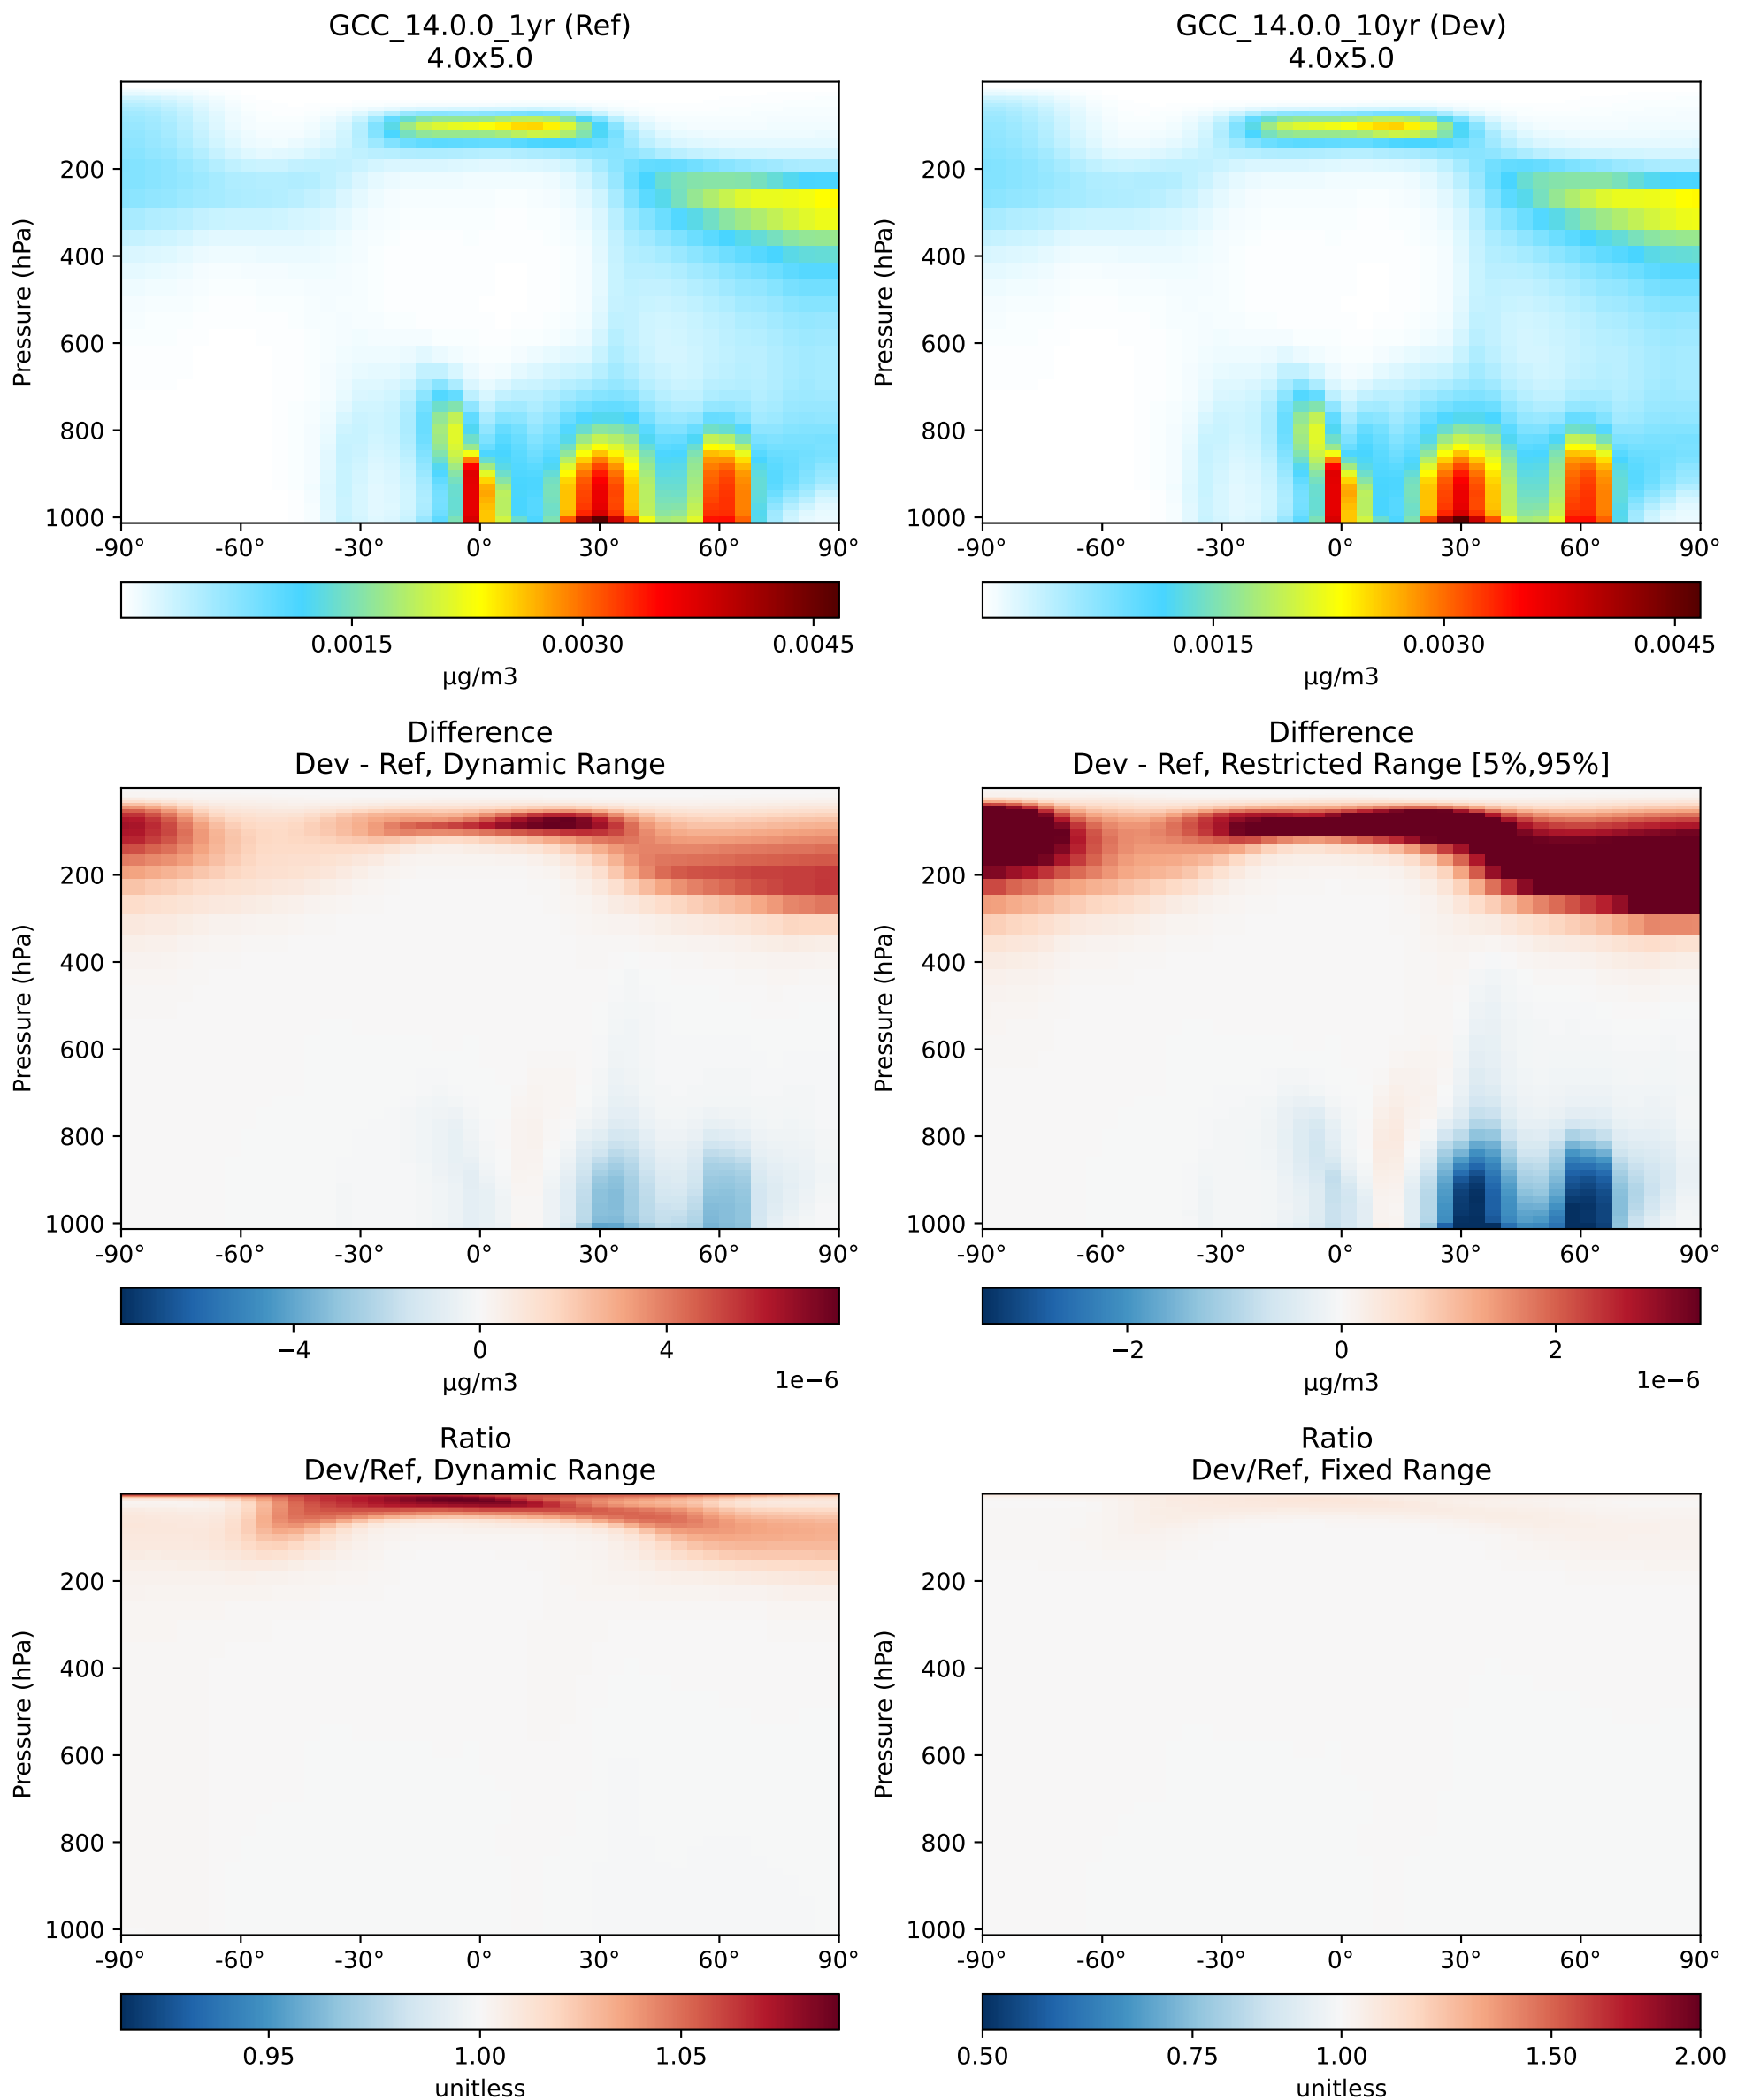 GCC_14.0.0_1yr (Ref)
4.0x5.0
GCC_14.0.0_10yr (Dev)
4.0x5.0
Pressure (hPa)
200
400
600
800
1000
-90° -60° -30° 0° 30° 60° 90°
0.0015 0.0030 0.0045
µg/m3
Pressure (hPa)
200
400
600
800
1000
-90° -60° -30° 0° 30° 60° 90°
0.0015 0.0030 0.0045
µg/m3
Difference
Dev - Ref, Dynamic Range
Pressure (hPa)
200
400
600
800
1000
-90° -60° -30° 0° 30° 60° 90°
−4 0 4
µg/m3 1e−6
Difference
Dev - Ref, Restricted Range [5%,95%]
Pressure (hPa)
200
400
600
800
1000
-90° -60° -30° 0° 30° 60° 90°
−2 0 2
µg/m3 1e−6
Ratio
Dev/Ref, Dynamic Range
Pressure (hPa)
200
400
600
800
1000
-90° -60° -30° 0° 30° 60° 90°
0.95 1.00 1.05
unitless
Ratio
Dev/Ref, Fixed Range
Pressure (hPa)
200
400
600
800
1000
-90° -60° -30° 0° 30° 60° 90°
0.50 0.75 1.00 1.50 2.00
unitless